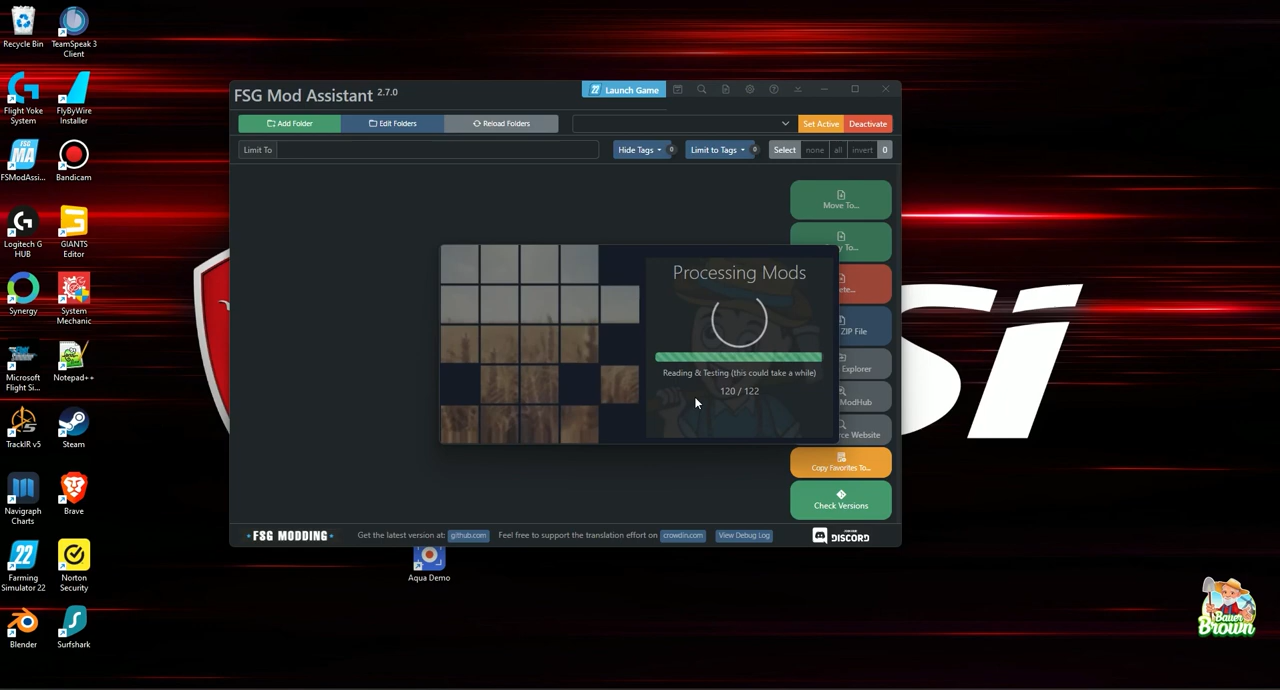 Recycle Bin
TeamSpeak 3
Client
Flight Yoke
System
FlyByWire
Installer
FSG
MA
FSModAssi...
Bandicam
Logitech G
HUB
GIANTS
Editor
Synergy
System
Mechanic
Microsoft
Flight Si...
Notepad++
TrackIR v5
Steam
Navigraph
Charts
Brave
22
Farming
Simulator 22
Norton
Security
Blender
Surfshark
FSG Mod Assistant 2.7.0
22 Launch Game
Add Folder
Edit Folders
Reload Folders
Set Active
Deactivate
Limit To
Hide Tags 0
Limit to Tags 0
Select none all invert 0
Move To...
To...
Processing Mods
Reading & Testing (this could take a while)
120 / 122
ZIP File
Explorer
ModHub
Website
Copy Favorites To...
Check Versions
FSG MODDING
Get the latest version at: github.com
Feel free to support the translation effort on crowdin.com
View Debug Log
DISCORD
Aqua Demo
Bauer
Brown